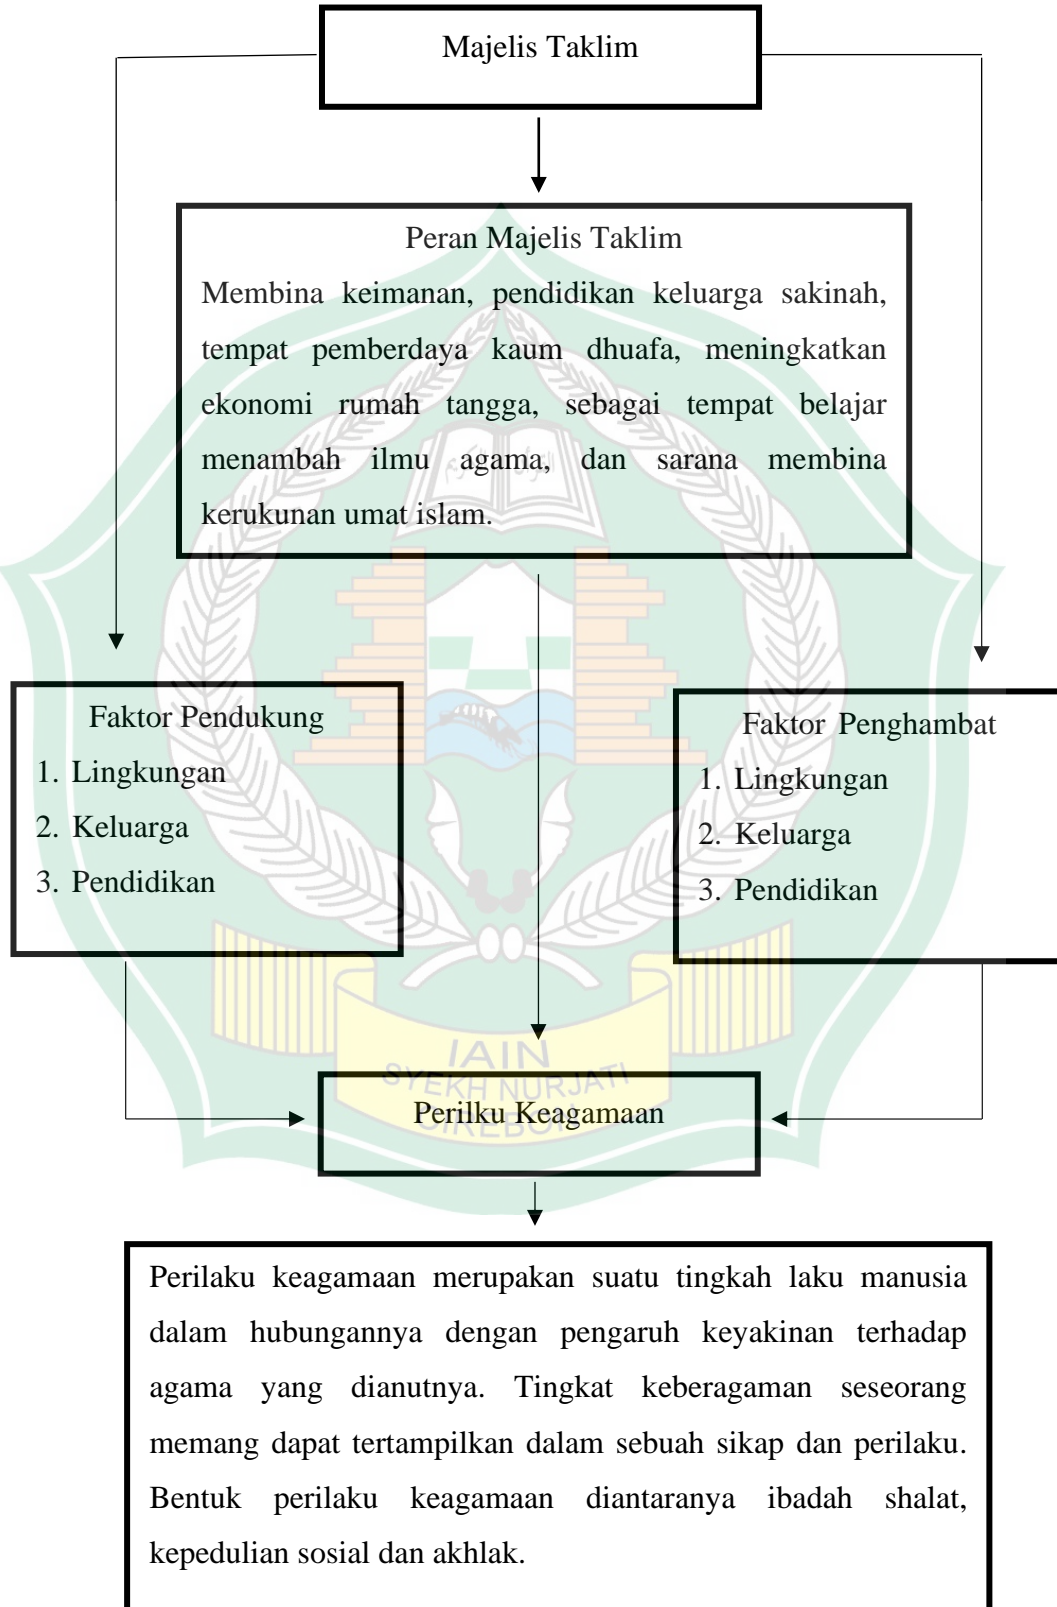 Majelis Taklim
Peran Majelis Taklim
Membina keimanan, pendidikan keluarga sakinah,
tempat pemberdaya kaum dhuafa, meningkatkan
ekonomi rumah tangga, sebagai tempat belajar
menambah ilmu agama, dan sarana membina
kerukunan umat islam.
Faktor Pendukung
1. Lingkungan
2. Keluarga
3. Pendidikan
Faktor Penghambat
1. Lingkungan
2. Keluarga
3. Pendidikan
IAIN
SYEKH NURJATI
CIREBON
Perilku Keagamaan
Perilaku keagamaan merupakan suatu tingkah laku manusia
dalam hubungannya dengan pengaruh keyakinan terhadap
agama yang dianutnya. Tingkat keberagaman seseorang
memang dapat tertampilkan dalam sebuah sikap dan perilaku.
Bentuk perilaku keagamaan diantaranya ibadah shalat,
kepedulian sosial dan akhlak.